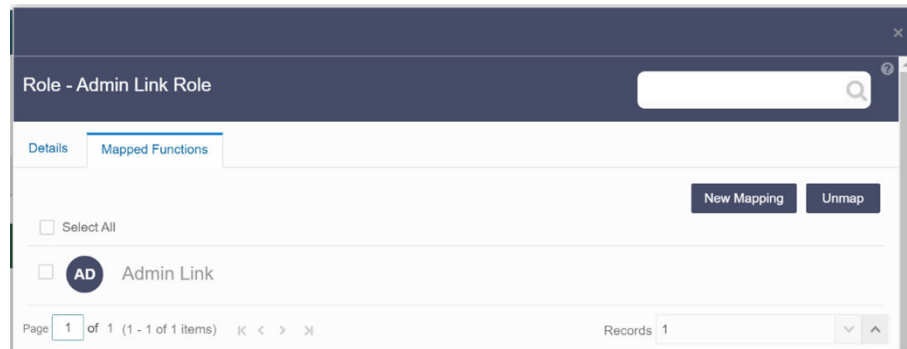 Role - Admin Link Role
Details Mapped Functions
New Mapping Unmap
Select All
AD Admin Link
Page 1 of 1 (1 - 1 of 1 items) Records 1